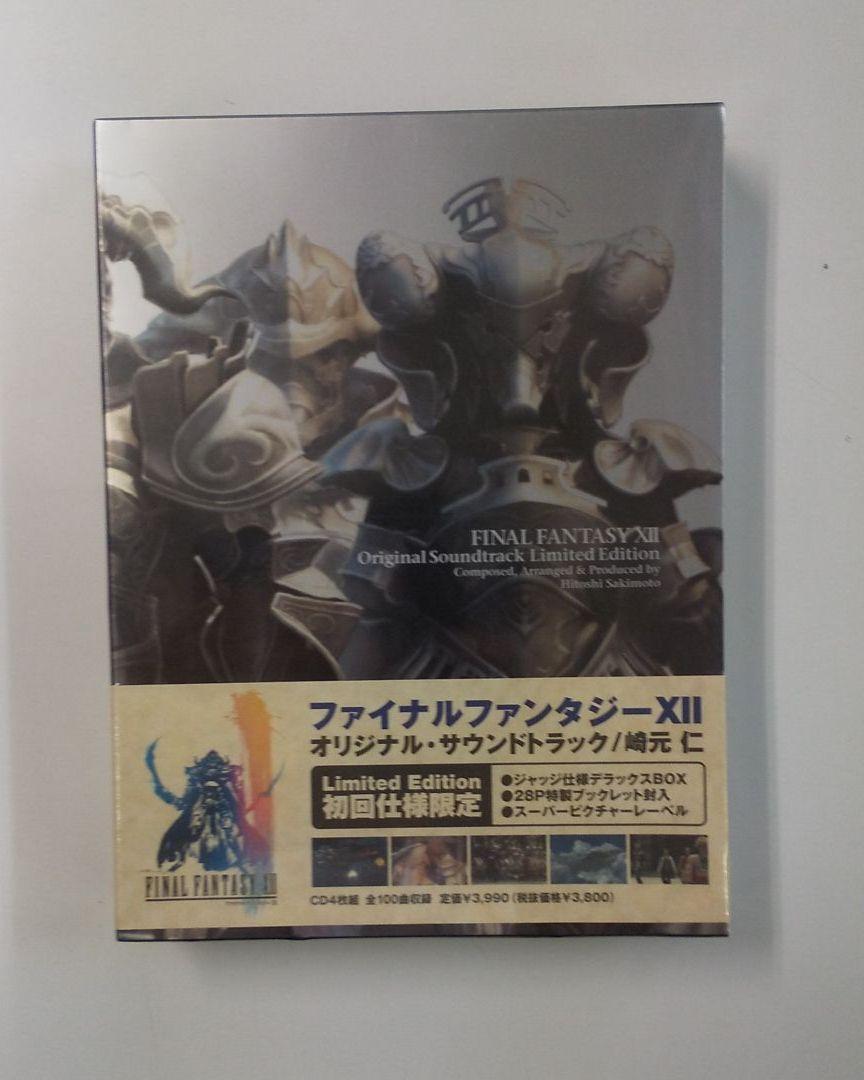 FINAL FANTASY XII
Original Soundtrack Limited Edition
Composed, Arranged & Produced by
Hitoshi Sakimoto
ファイナルファンタジーXII
オリジナル・サウンドトラック/崎元 仁
Limited Edition
初回仕様限定
●ジャッジ仕様デラックスBOX
●28P特製ブックレット封入
●スーパーピクチャーレーベル
FINAL FANTASY XII
CD4枚組 全100曲収録 定価¥3,990(税抜価格¥3,800)